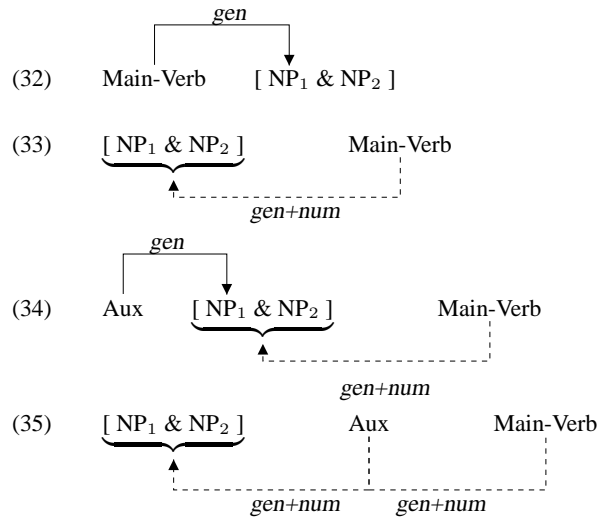 gen
(32) Main-Verb [ NP₁ & NP₂ ]
(33) [ NP₁ & NP₂ ] Main-Verb
gen+num
gen
(34) Aux [ NP₁ & NP₂ ] Main-Verb
gen+num
(35) [ NP₁ & NP₂ ] Aux Main-Verb
gen+num gen+num